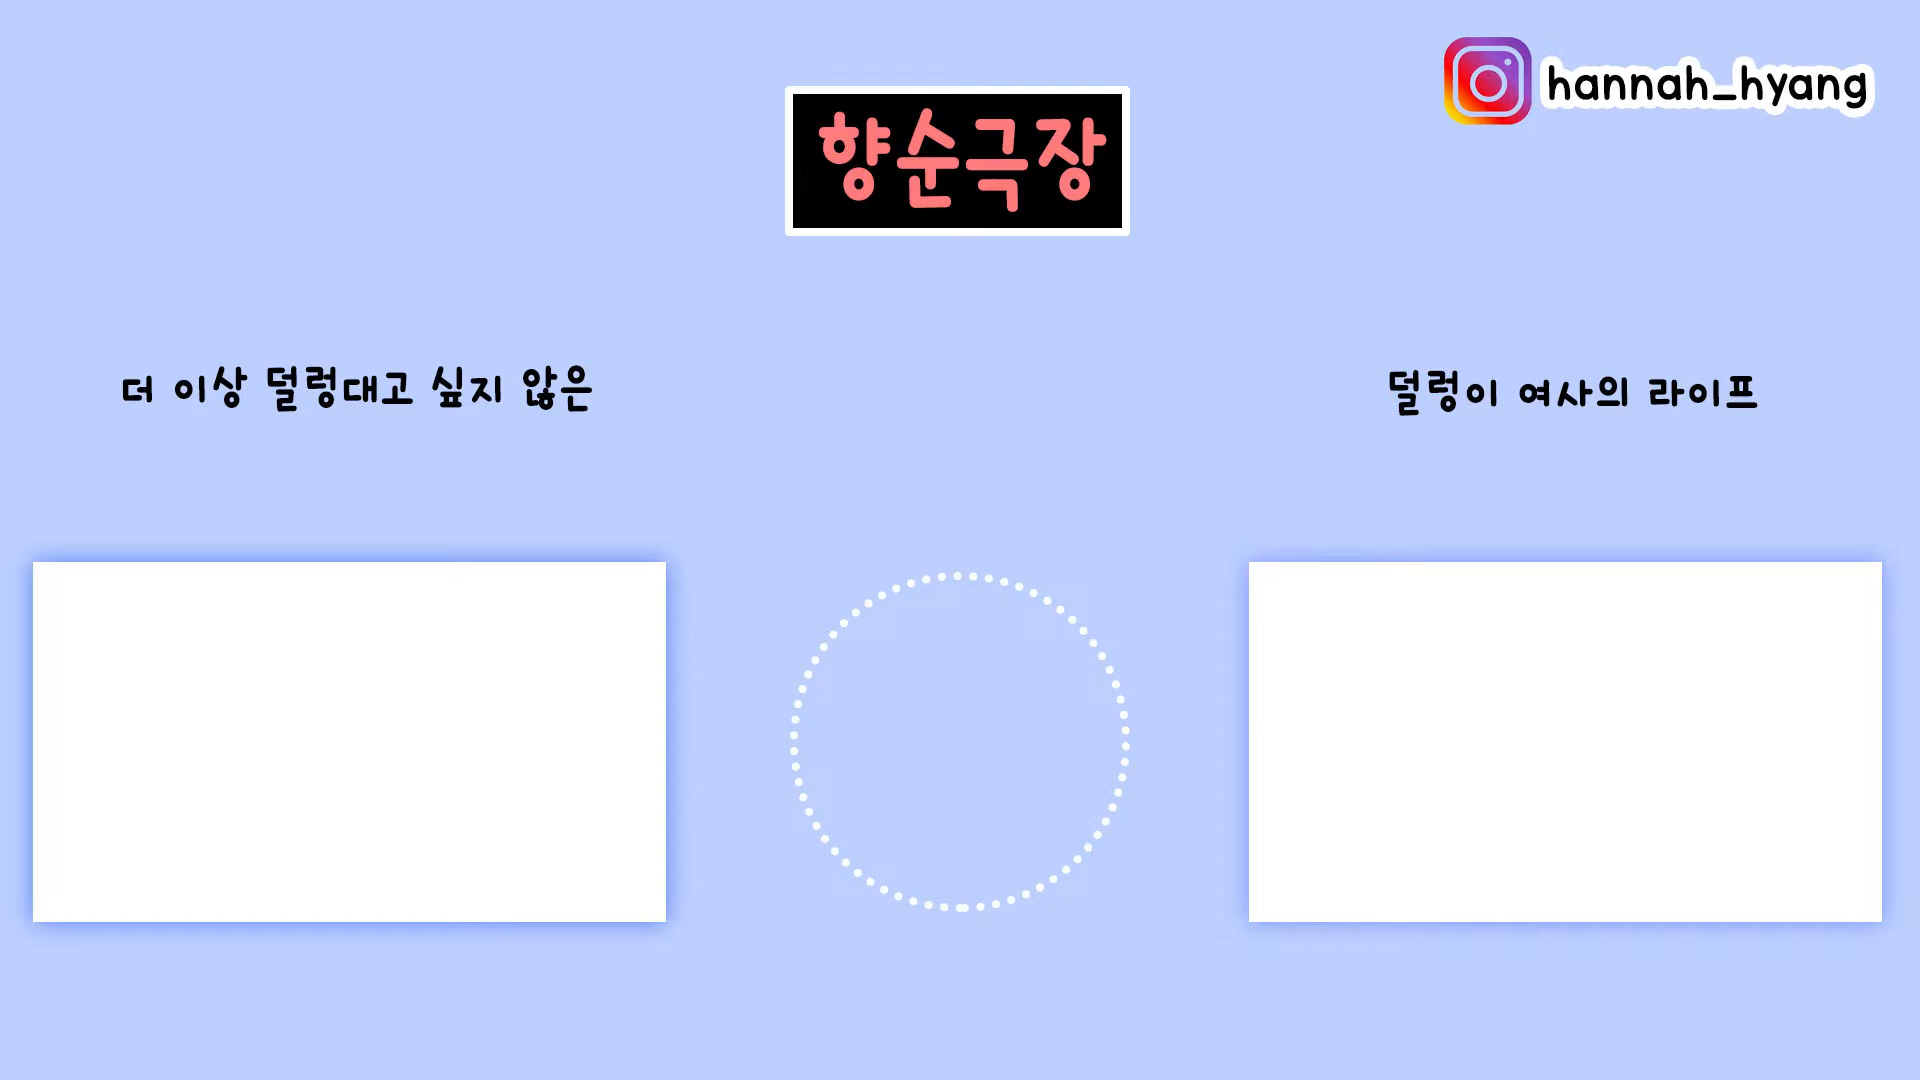 hannah_hyang
향순극장
더 이상 덜렁대고 싶지 않은
덜렁이 여사의 라이프